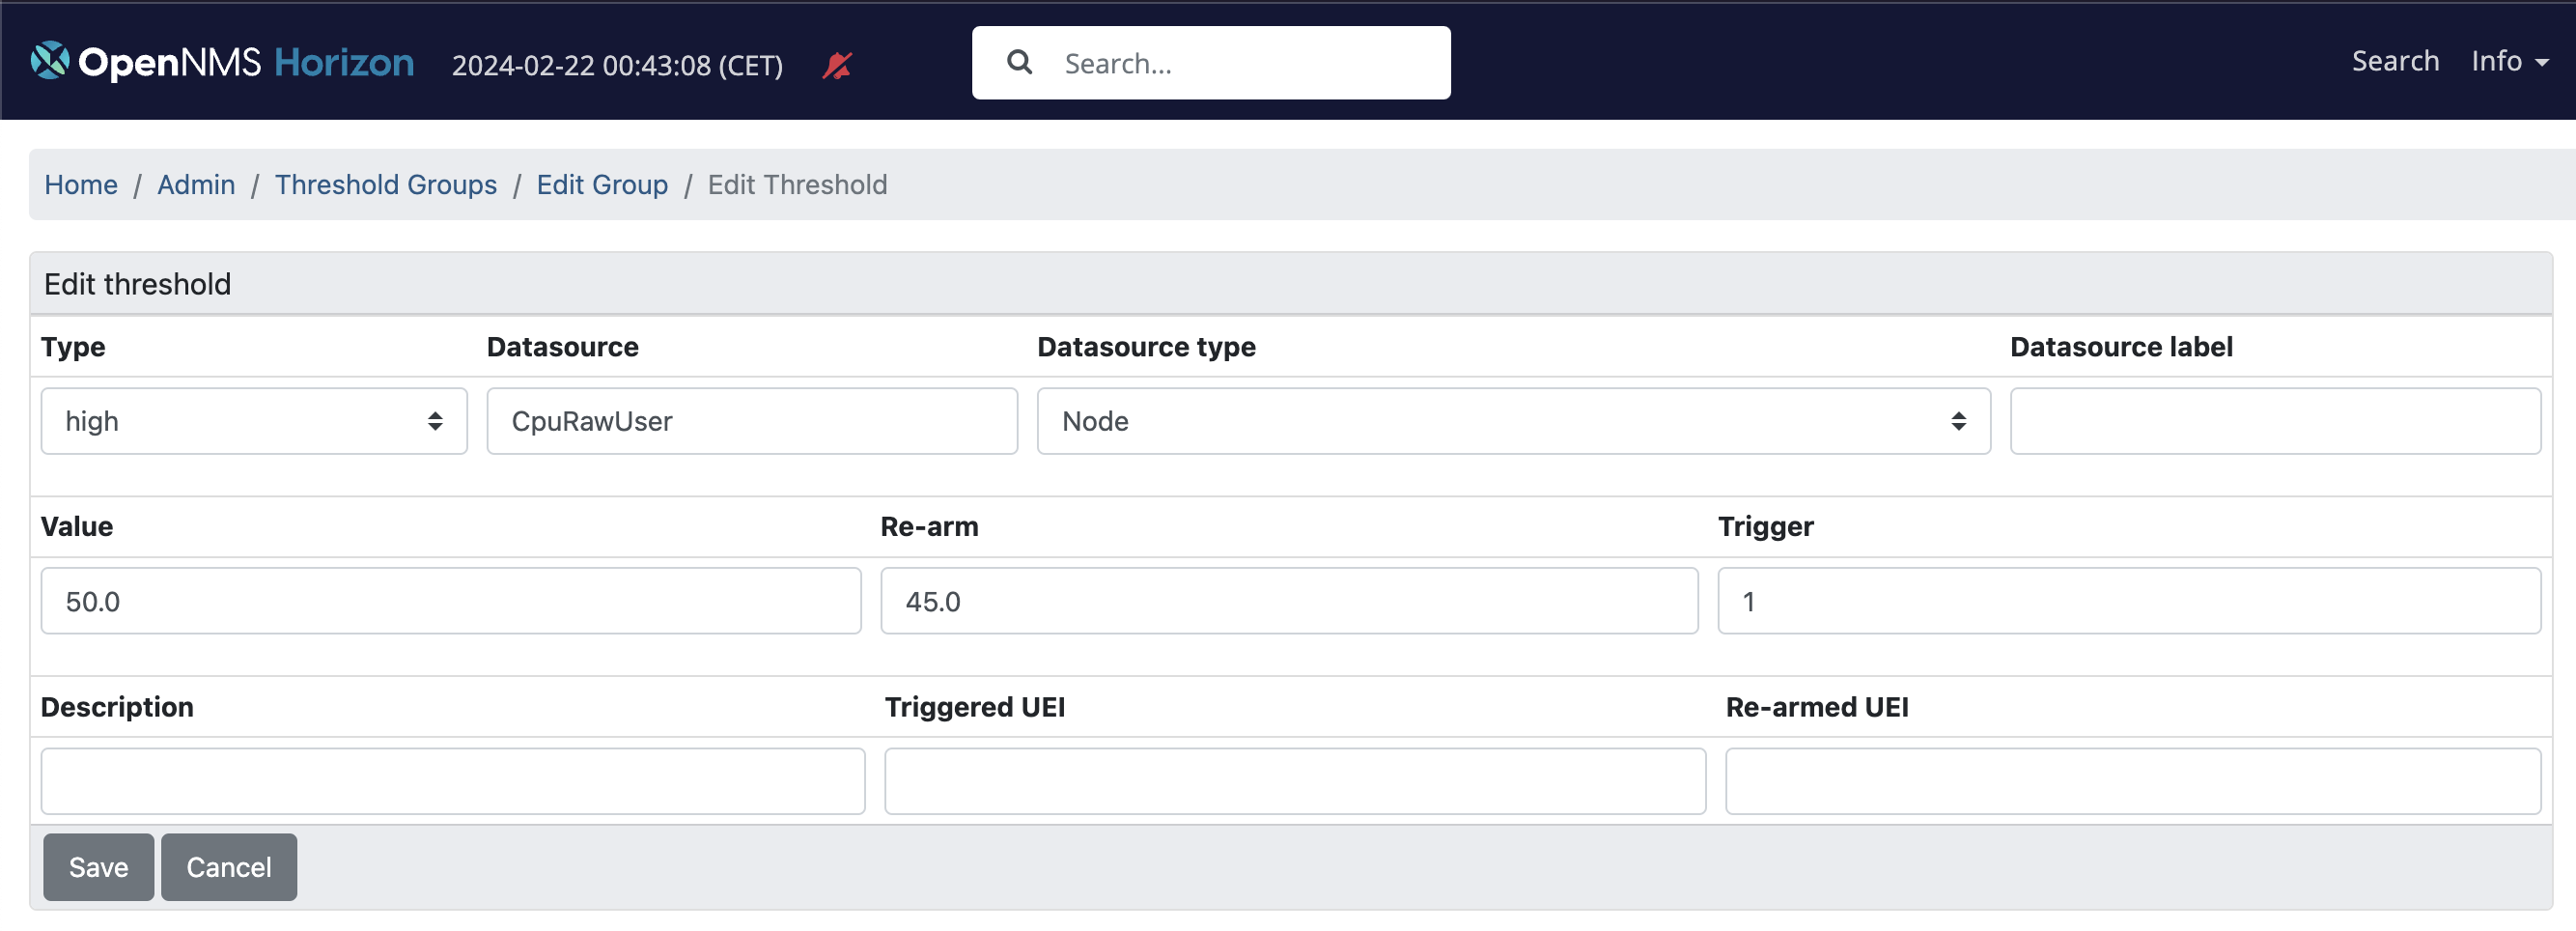 OpenNMS Horizon 2024-02-22 00:43:08 (CET) Search... Search Info
Home / Admin / Threshold Groups / Edit Group / Edit Threshold
Edit threshold
Type Datasource Datasource type Datasource label
high CpuRawUser Node
Value Re-arm Trigger
50.0 45.0 1
Description Triggered UEI Re-armed UEI
Save Cancel